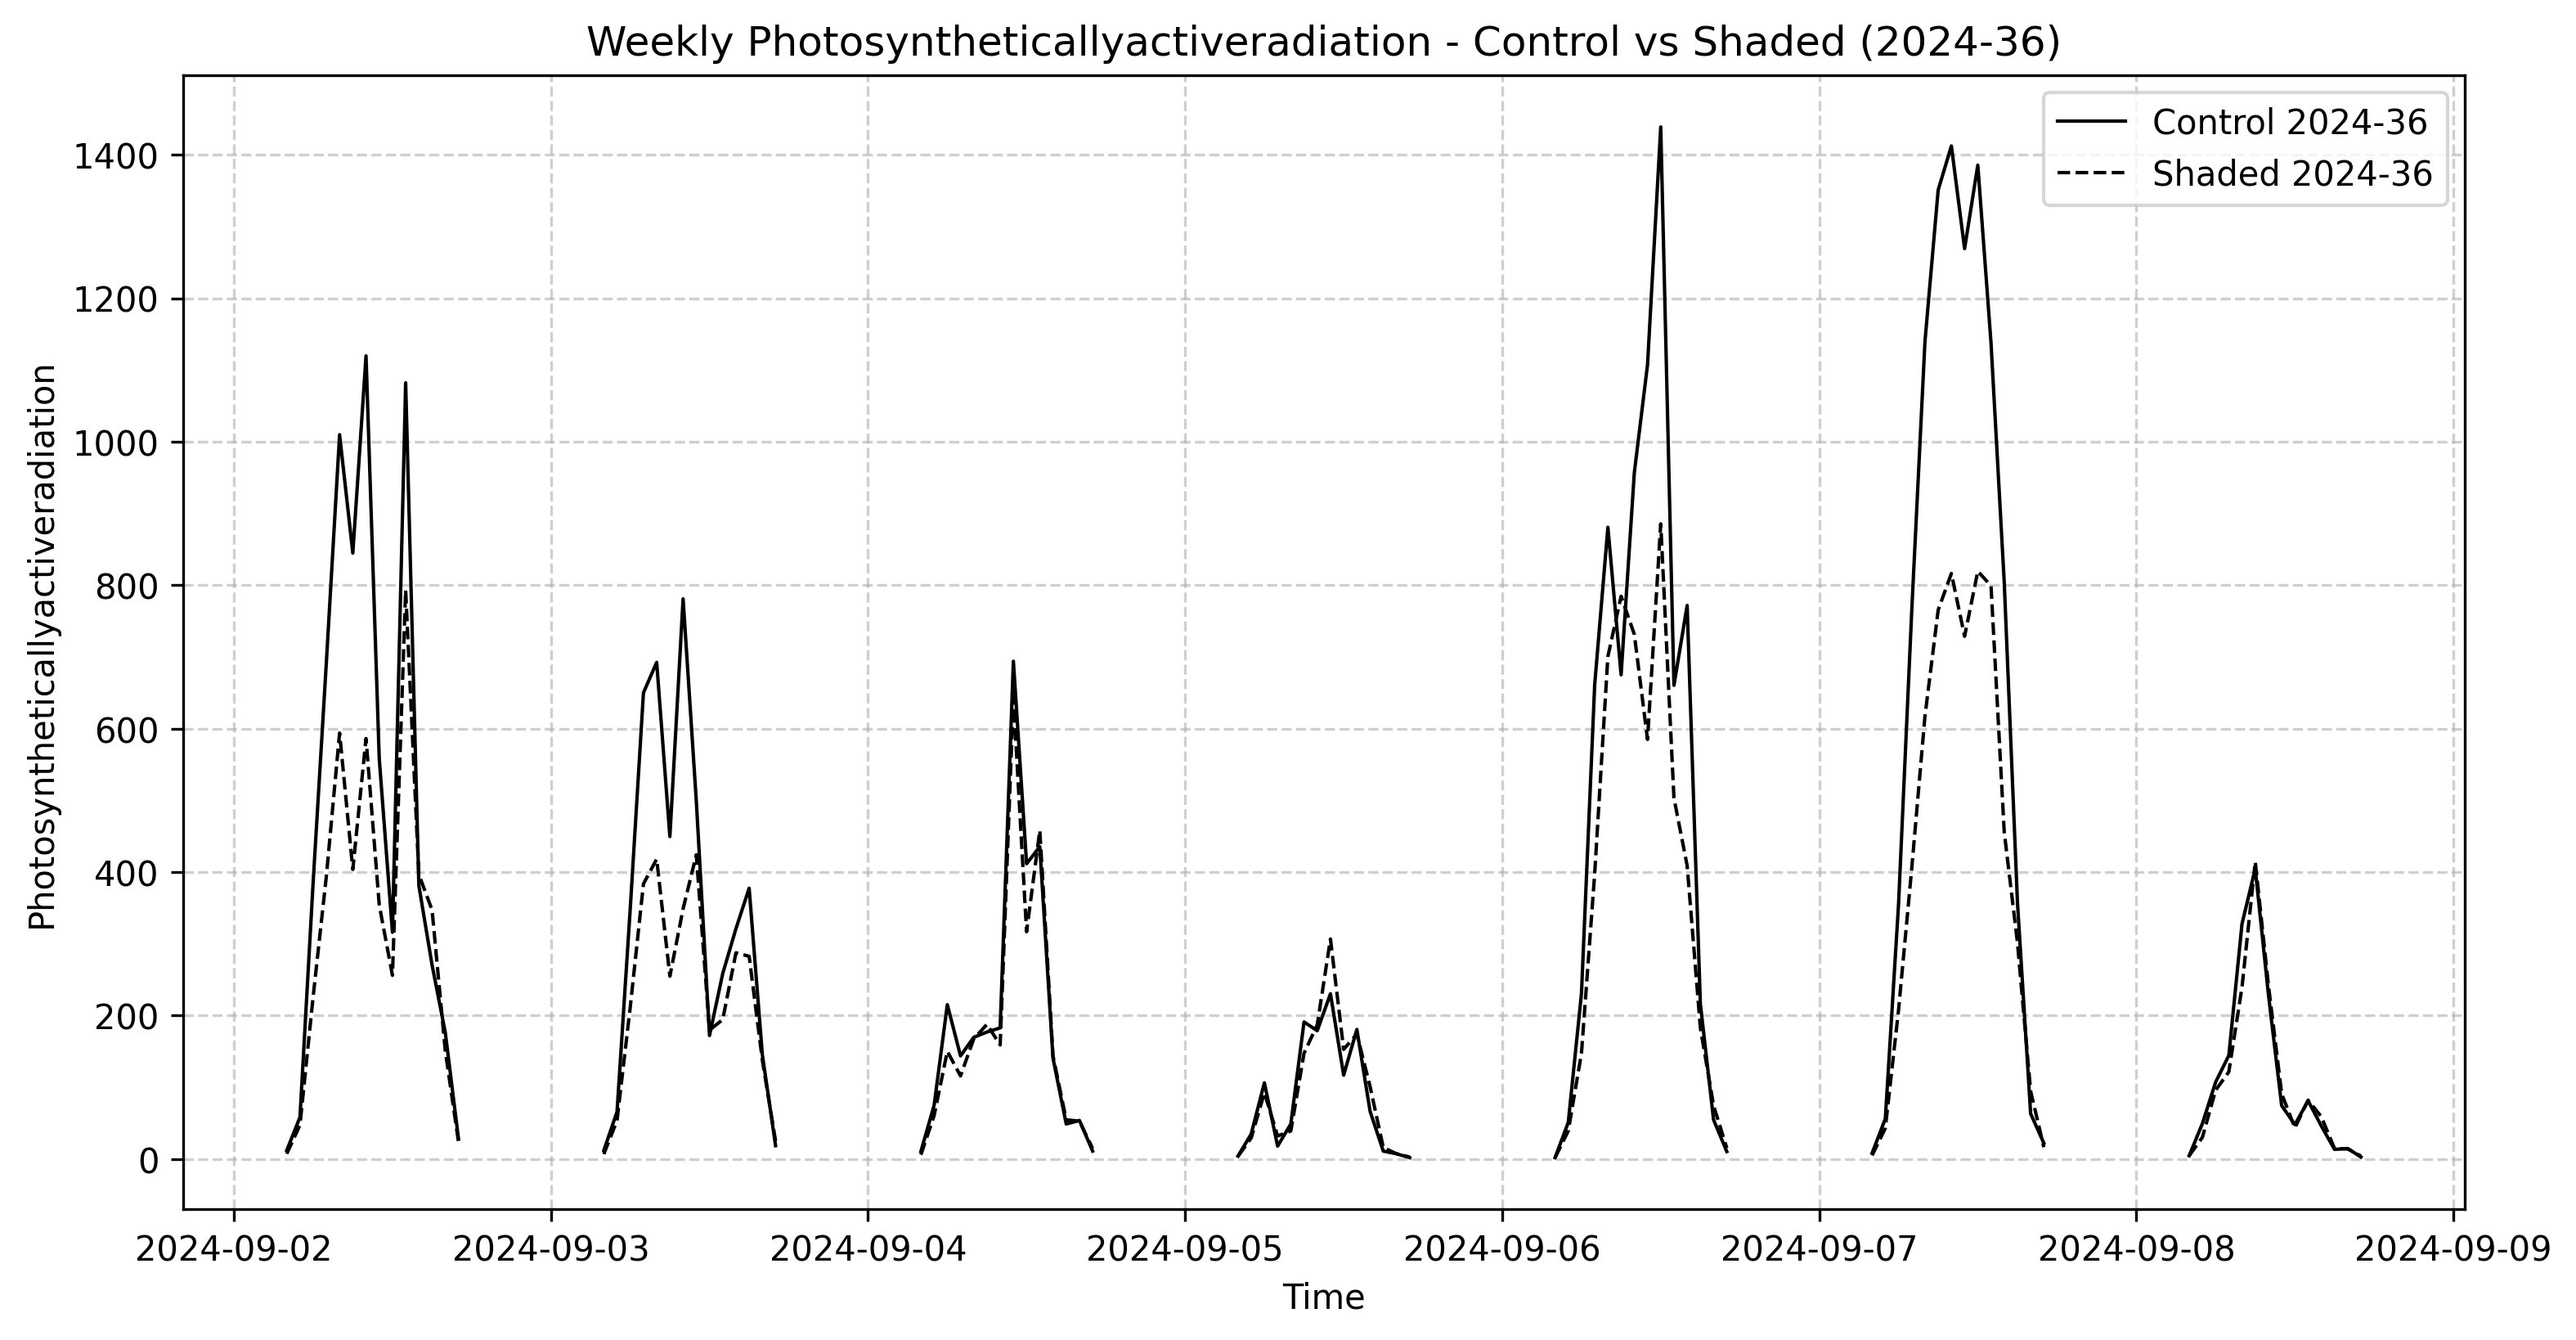 Weekly Photosyntheticallyactiveradiation - Control vs Shaded (2024-36)
Control 2024-36
Shaded 2024-36
Photosyntheticallyactiveradiation
1400
1200
1000
800
600
400
200
0
2024-09-02 2024-09-03 2024-09-04 2024-09-05 2024-09-06 2024-09-07 2024-09-08 2024-09-09
Time